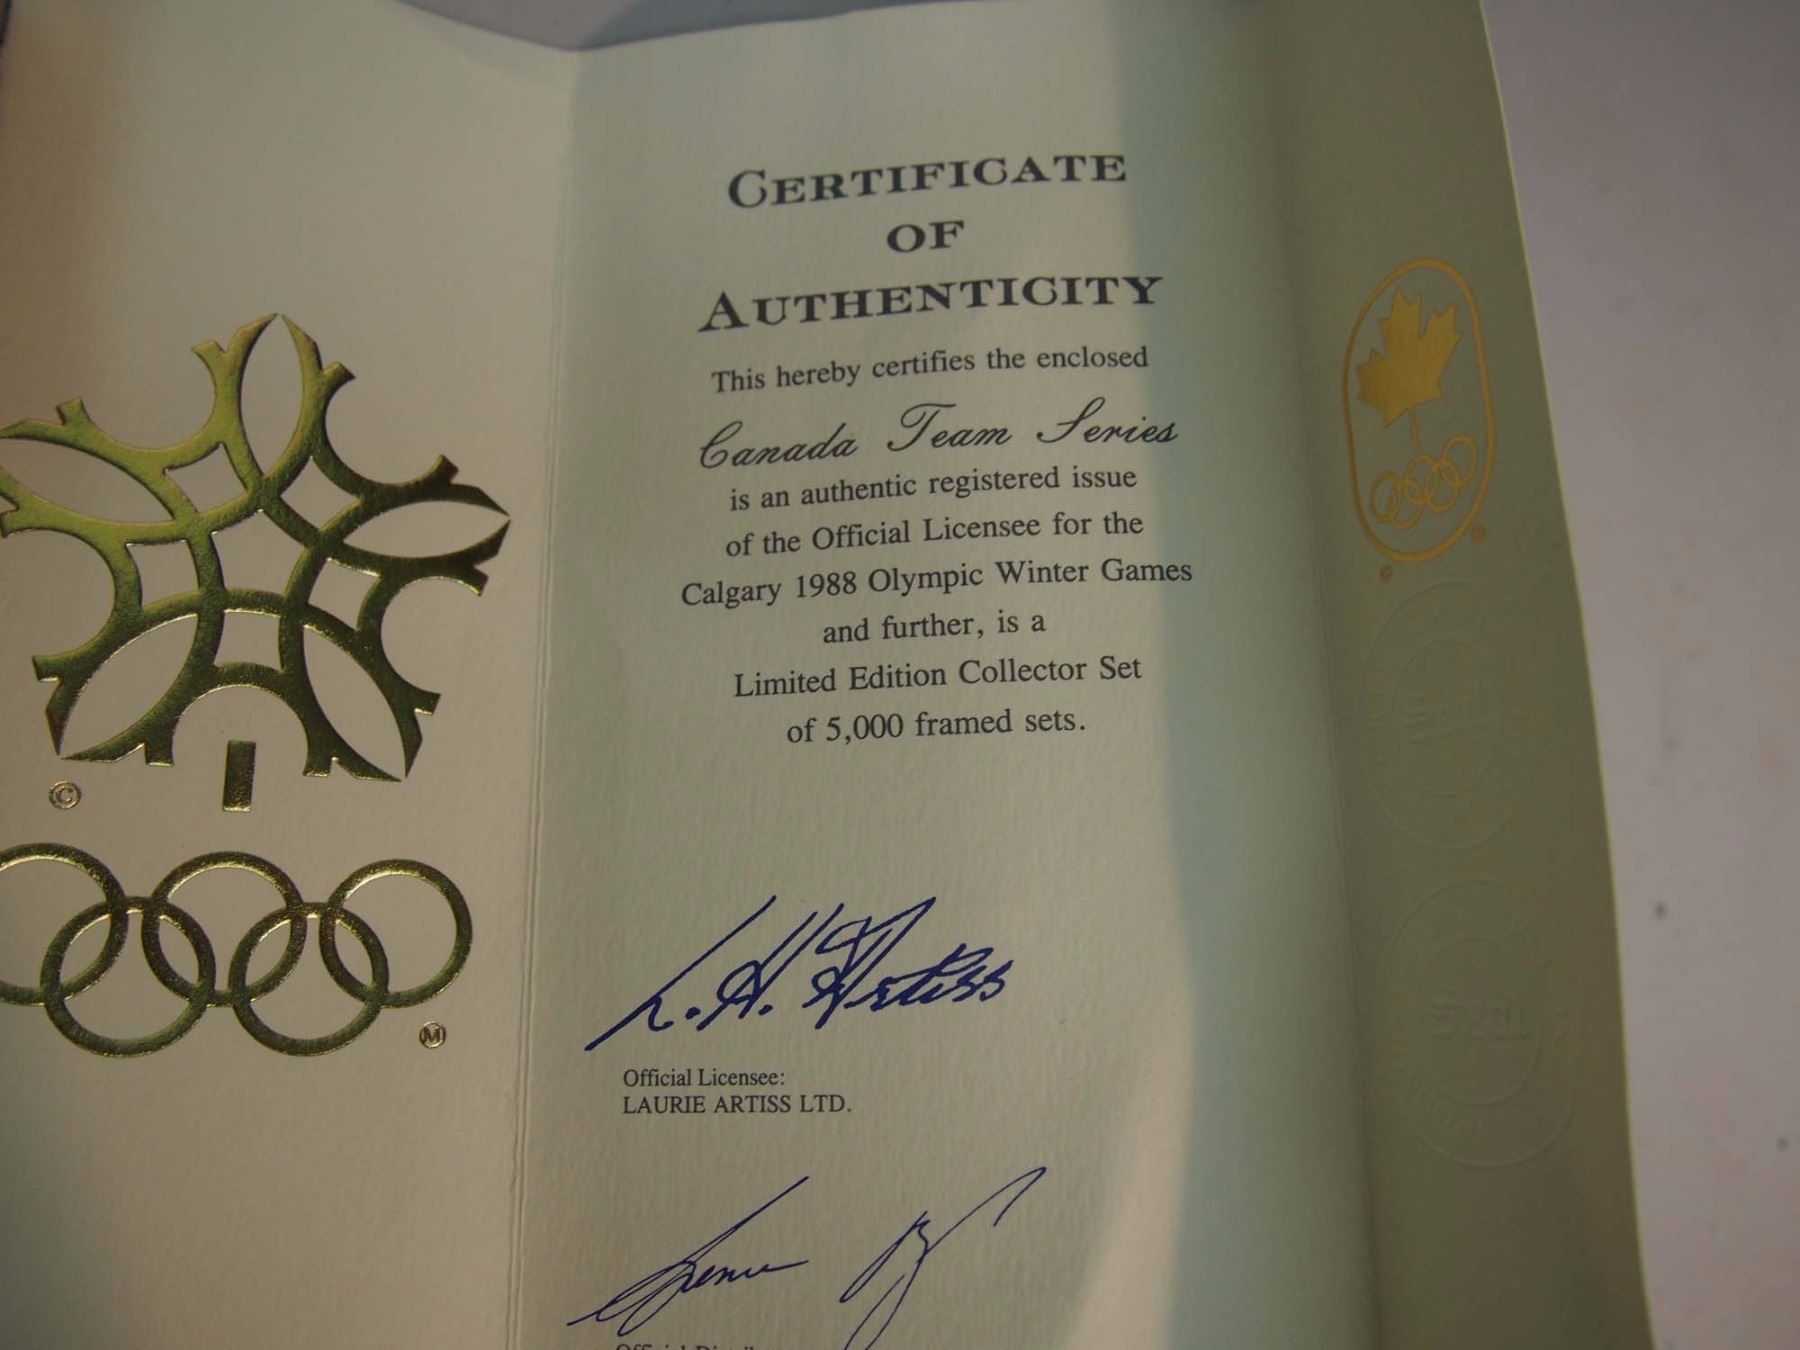 CERTIFICATE
OF
AUTHENTICITY
This hereby certifies the enclosed
Canada Team Series
is an authentic registered issue
of the Official Licensee for the
Calgary 1988 Olympic Winter Games
and further, is a
Limited Edition Collector Set
of 5,000 framed sets.
©
M
L. H. Artiss
Official Licensee:
LAURIE ARTISS LTD.
Official